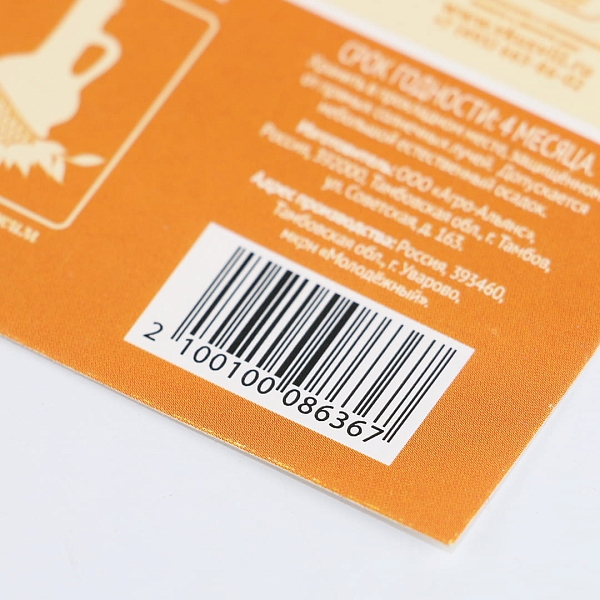 СРОК ГОДНОСТИ: 4 МЕСЯЦА.
Хранить в прохладном месте, защищённом
от прямых солнечных лучей. Допускается
небольшой естественный осадок.
Изготовитель: ООО «Агро-Альянс»,
Россия, 392000, Тамбовская обл., г. Тамбов,
ул. Советская, д. 163.
Адрес производства: Россия, 393460,
Тамбовская обл., г. Уварово,
мкрн «Молодёжный».
2 100100 086367